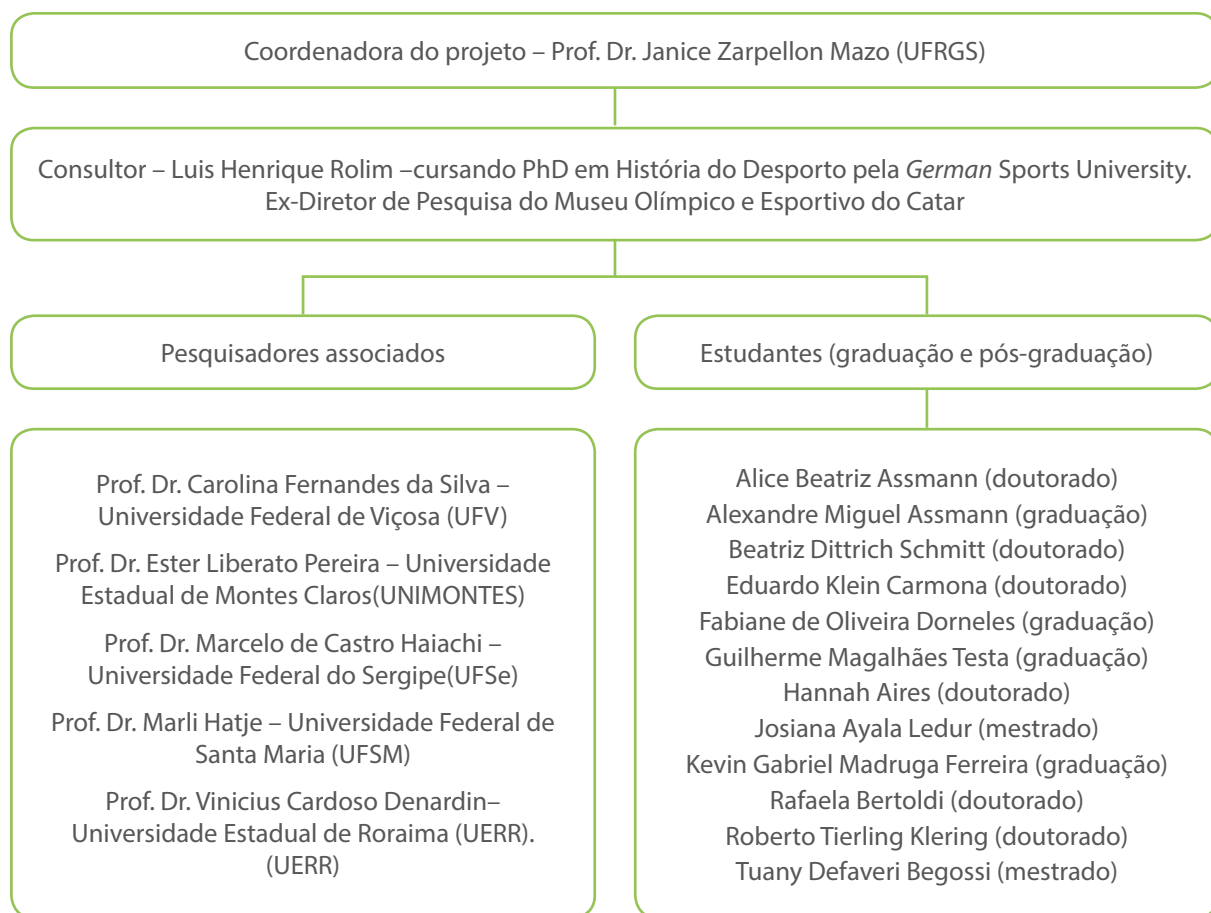 Coordenadora do projeto – Prof. Dr. Janice Zarpellon Mazo (UFRGS)
Consultor – Luis Henrique Rolim –cursando PhD em História do Desporto pela German Sports University.
Ex-Diretor de Pesquisa do Museu Olímpico e Esportivo do Catar
Pesquisadores associados
Prof. Dr. Carolina Fernandes da Silva –
Universidade Federal de Viçosa (UFV)
Prof. Dr. Ester Liberato Pereira – Universidade
Estadual de Montes Claros(UNIMONTES)
Prof. Dr. Marcelo de Castro Haiachi –
Universidade Federal do Sergipe(UFSe)
Prof. Dr. Marli Hatje – Universidade Federal de
Santa Maria (UFSM)
Prof. Dr. Vinicius Cardoso Denardin–
Universidade Estadual de Roraima (UERR).
(UERR)
Estudantes (graduação e pós-graduação)
Alice Beatriz Assmann (doutorado)
Alexandre Miguel Assmann (graduação)
Beatriz Dittrich Schmitt (doutorado)
Eduardo Klein Carmona (doutorado)
Fabiane de Oliveira Dorneles (graduação)
Guilherme Magalhães Testa (graduação)
Hannah Aires (doutorado)
Josiana Ayala Ledur (mestrado)
Kevin Gabriel Madruga Ferreira (graduação)
Rafaela Bertoldi (doutorado)
Roberto Tierling Klering (doutorado)
Tuany Defaveri Begossi (mestrado)